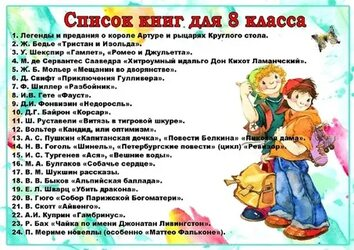 Список книг для 8 класса
1. Легенды и предания о короле Артуре и рыцарях Круглого стола.
2. Ж. Бедье «Тристан и Изольда».
3. У. Шекспир «Гамлет», «Ромео и Джульетта».
4. М. де Сервантес Сааведра «Хитроумный идальго Дон Кихот Ламанчский».
5. Ж. Б. Мольер «Мещанин во дворянстве».
6. Д. Свифт «Приключения Гулливера».
7. Ф. Шиллер «Разбойник».
8. И.В. Гете «Фауст».
9. Д.И. Фонвизин «Недоросль».
10. Д.Г. Байрон «Корсар».
11. Ш. Руставели «Витязь в тигровой шкуре».
12. Вольтер «Кандид, или оптимизм».
13. А. С. Пушкин «Капитанская дочка», «Повести Белкина» «Пиковая дама».
14. Н. В. Гоголь «Шинель», «Петербургские повести» (цикл) «Ревизор».
15. И. С. Тургенев «Ася», «Вешние воды».
16. М. А. Булгаков «Собачье сердце».
17. В. М. Шукшин рассказы.
18. В. В. Быков «Альпийская баллада».
19. Е. Л. Шварц «Убить дракона».
20. В. Гюго «Собор Парижской Богоматери».
21. В. Скотт «Айвенго».
22. А.И. Куприн «Гамбринус».
23. Р. Бах «Чайка по имени Джонатан Ливингстон».
24. П. Мериме новеллы (особенно «Маттео Фальконе»).